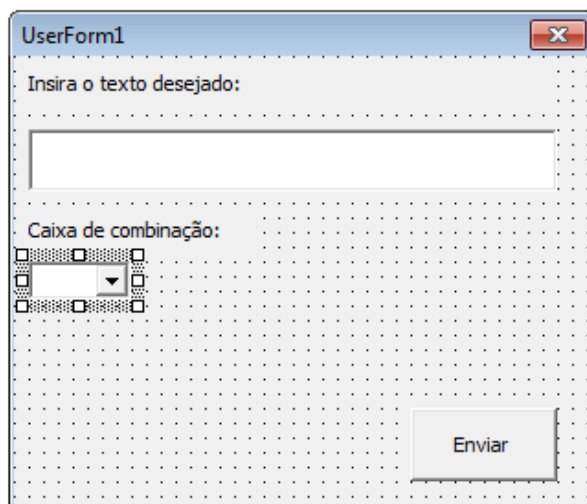 UserForm1
Insira o texto desejado:
Caixa de combinação:
Enviar